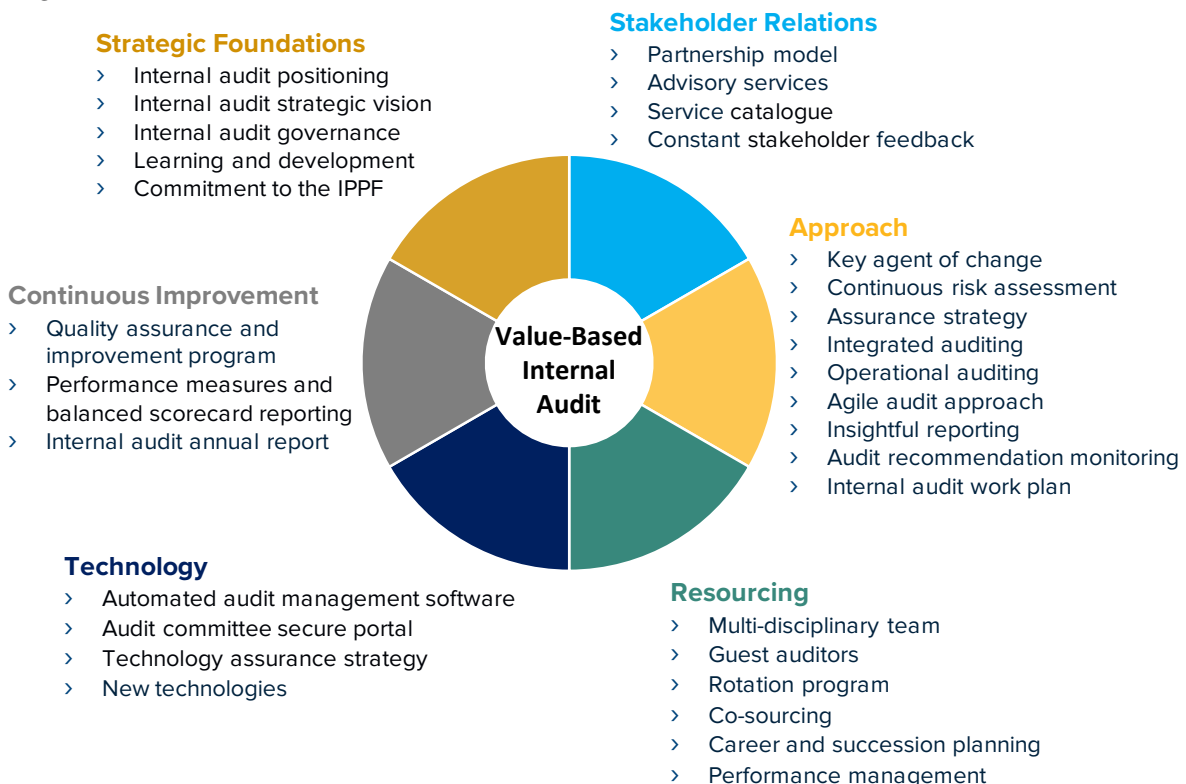 Strategic Foundations
› Internal audit positioning
› Internal audit strategic vision
› Internal audit governance
› Learning and development
› Commitment to the IPPF
Stakeholder Relations
› Partnership model
› Advisory services
› Service catalogue
› Constant stakeholder feedback
Approach
› Key agent of change
› Continuous risk assessment
› Assurance strategy
› Integrated auditing
› Operational auditing
› Agile audit approach
› Insightful reporting
› Audit recommendation monitoring
› Internal audit work plan
Continuous Improvement
› Quality assurance and
improvement program
› Performance measures and
balanced scorecard reporting
› Internal audit annual report
Value-Based
Internal
Audit
Technology
› Automated audit management software
› Audit committee secure portal
› Technology assurance strategy
› New technologies
Resourcing
› Multi-disciplinary team
› Guest auditors
› Rotation program
› Co-sourcing
› Career and succession planning
› Performance management